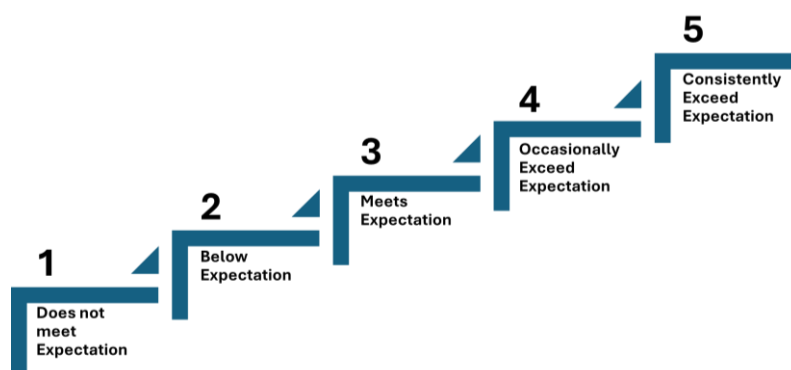 1
Does not
meet
Expectation
2
Below
Expectation
3
Meets
Expectation
4
Occasionally
Exceed
Expectation
5
Consistently
Exceed
Expectation